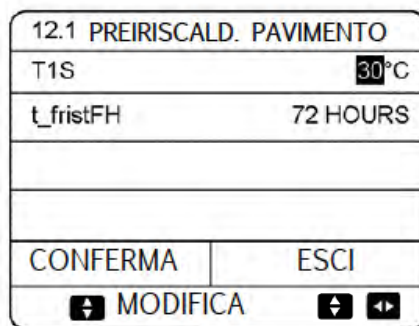 12.1 PREIRISCALD. PAVIMENTO
T1S 30°C
t_fristFH 72 HOURS
CONFERMA ESCI
MODIFICA